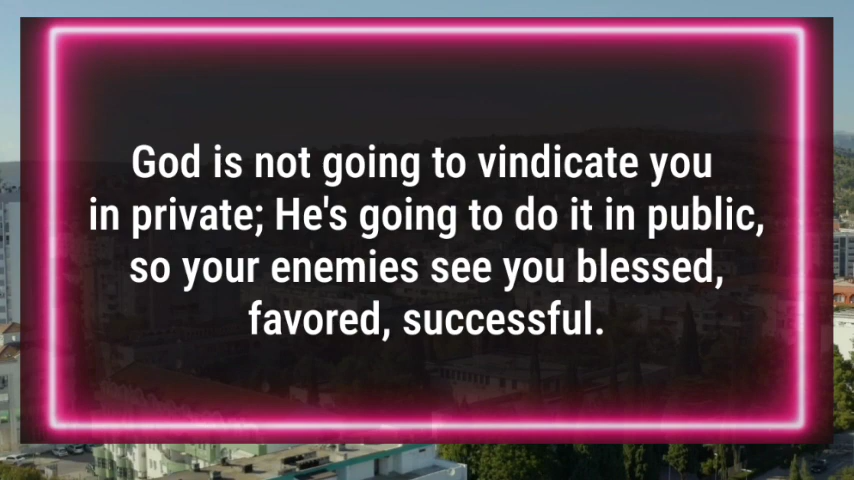 God is not going to vindicate you
in private; He's going to do it in public,
so your enemies see you blessed,
favored, successful.